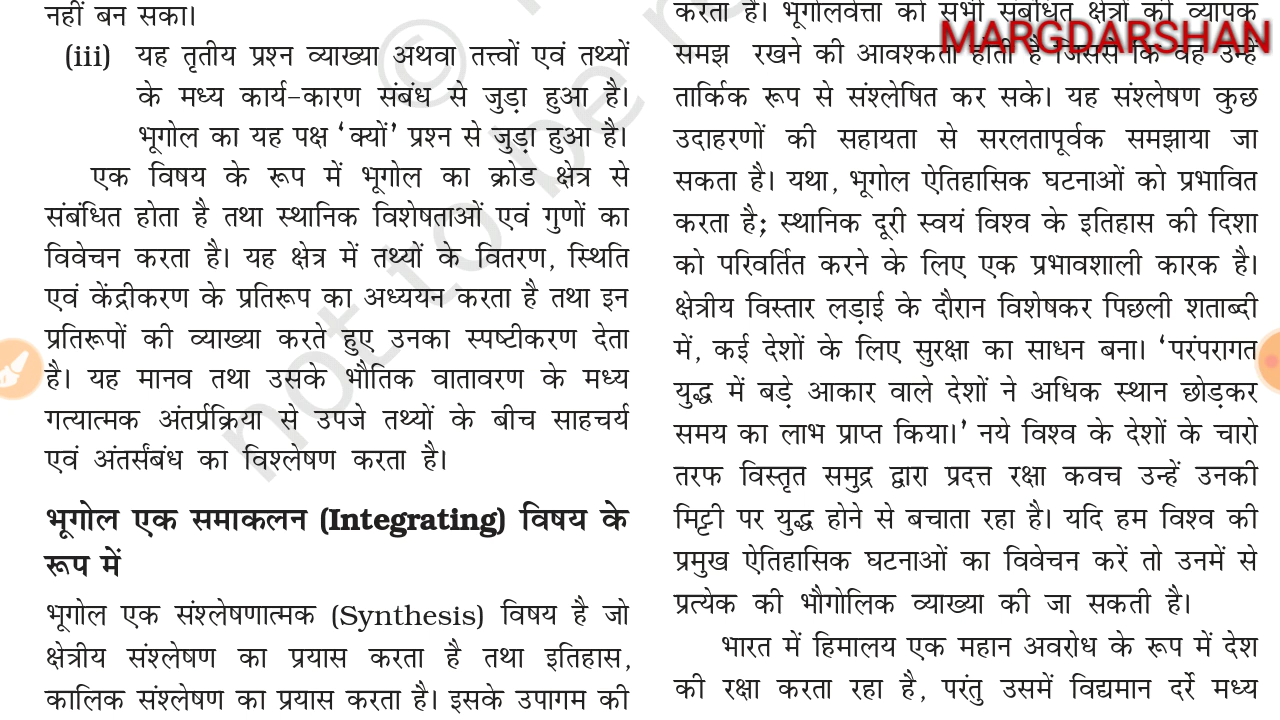 नहीं बन सका।
(iii) यह तृतीय प्रश्न व्याख्या अथवा तत्त्वों एवं तथ्यों
के मध्य कार्य-कारण संबंध से जुड़ा हुआ है।
भूगोल का यह पक्ष ‘क्यों’ प्रश्न से जुड़ा हुआ है।
एक विषय के रूप में भूगोल का क्रोड क्षेत्र से
संबंधित होता है तथा स्थानिक विशेषताओं एवं गुणों का
विवेचन करता है। यह क्षेत्र में तथ्यों के वितरण, स्थिति
एवं केंद्रीकरण के प्रतिरूप का अध्ययन करता है तथा इन
प्रतिरूपों की व्याख्या करते हुए उनका स्पष्टीकरण देता
है। यह मानव तथा उसके भौतिक वातावरण के मध्य
गत्यात्मक अंतर्प्रक्रिया से उपजे तथ्यों के बीच साहचर्य
एवं अंतर्संबंध का विश्लेषण करता है।
भूगोल एक समाकलन (Integrating) विषय के
रूप में
भूगोल एक संश्लेषणात्मक (Synthesis) विषय है जो
क्षेत्रीय संश्लेषण का प्रयास करता है तथा इतिहास,
कालिक संश्लेषण का प्रयास करता है। इसके उपागम की
करता है। भूगोलवेत्ता को सभी संबंधित क्षेत्रों की व्यापक
MARGDARSHAN
समझ रखने की आवश्कता होती है जिससे कि वह उन्हें
तार्किक रूप से संश्लेषित कर सके। यह संश्लेषण कुछ
उदाहरणों की सहायता से सरलतापूर्वक समझाया जा
सकता है। यथा, भूगोल ऐतिहासिक घटनाओं को प्रभावित
करता है; स्थानिक दूरी स्वयं विश्व के इतिहास की दिशा
को परिवर्तित करने के लिए एक प्रभावशाली कारक है।
क्षेत्रीय विस्तार लड़ाई के दौरान विशेषकर पिछली शताब्दी
में, कई देशों के लिए सुरक्षा का साधन बना। ‘परंपरागत
युद्ध में बड़े आकार वाले देशों ने अधिक स्थान छोड़कर
समय का लाभ प्राप्त किया।’ नये विश्व के देशों के चारो
तरफ विस्तृत समुद्र द्वारा प्रदत्त रक्षा कवच उन्हें उनकी
मिट्टी पर युद्ध होने से बचाता रहा है। यदि हम विश्व की
प्रमुख ऐतिहासिक घटनाओं का विवेचन करें तो उनमें से
प्रत्येक की भौगोलिक व्याख्या की जा सकती है।
भारत में हिमालय एक महान अवरोध के रूप में देश
की रक्षा करता रहा है, परंतु उसमें विद्यमान दर्रे मध्य
©
not to be r